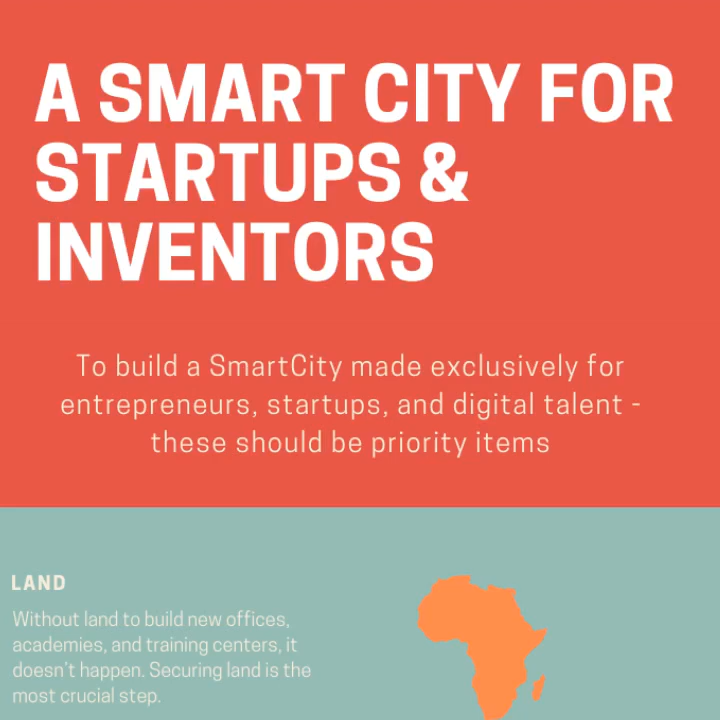 A SMART CITY FOR
STARTUPS &
INVENTORS
To build a SmartCity made exclusively for
entrepreneurs, startups, and digital talent -
these should be priority items
LAND
Without land to build new offices,
academies, and training centers, it
doesn't happen. Securing land is the
most crucial step.